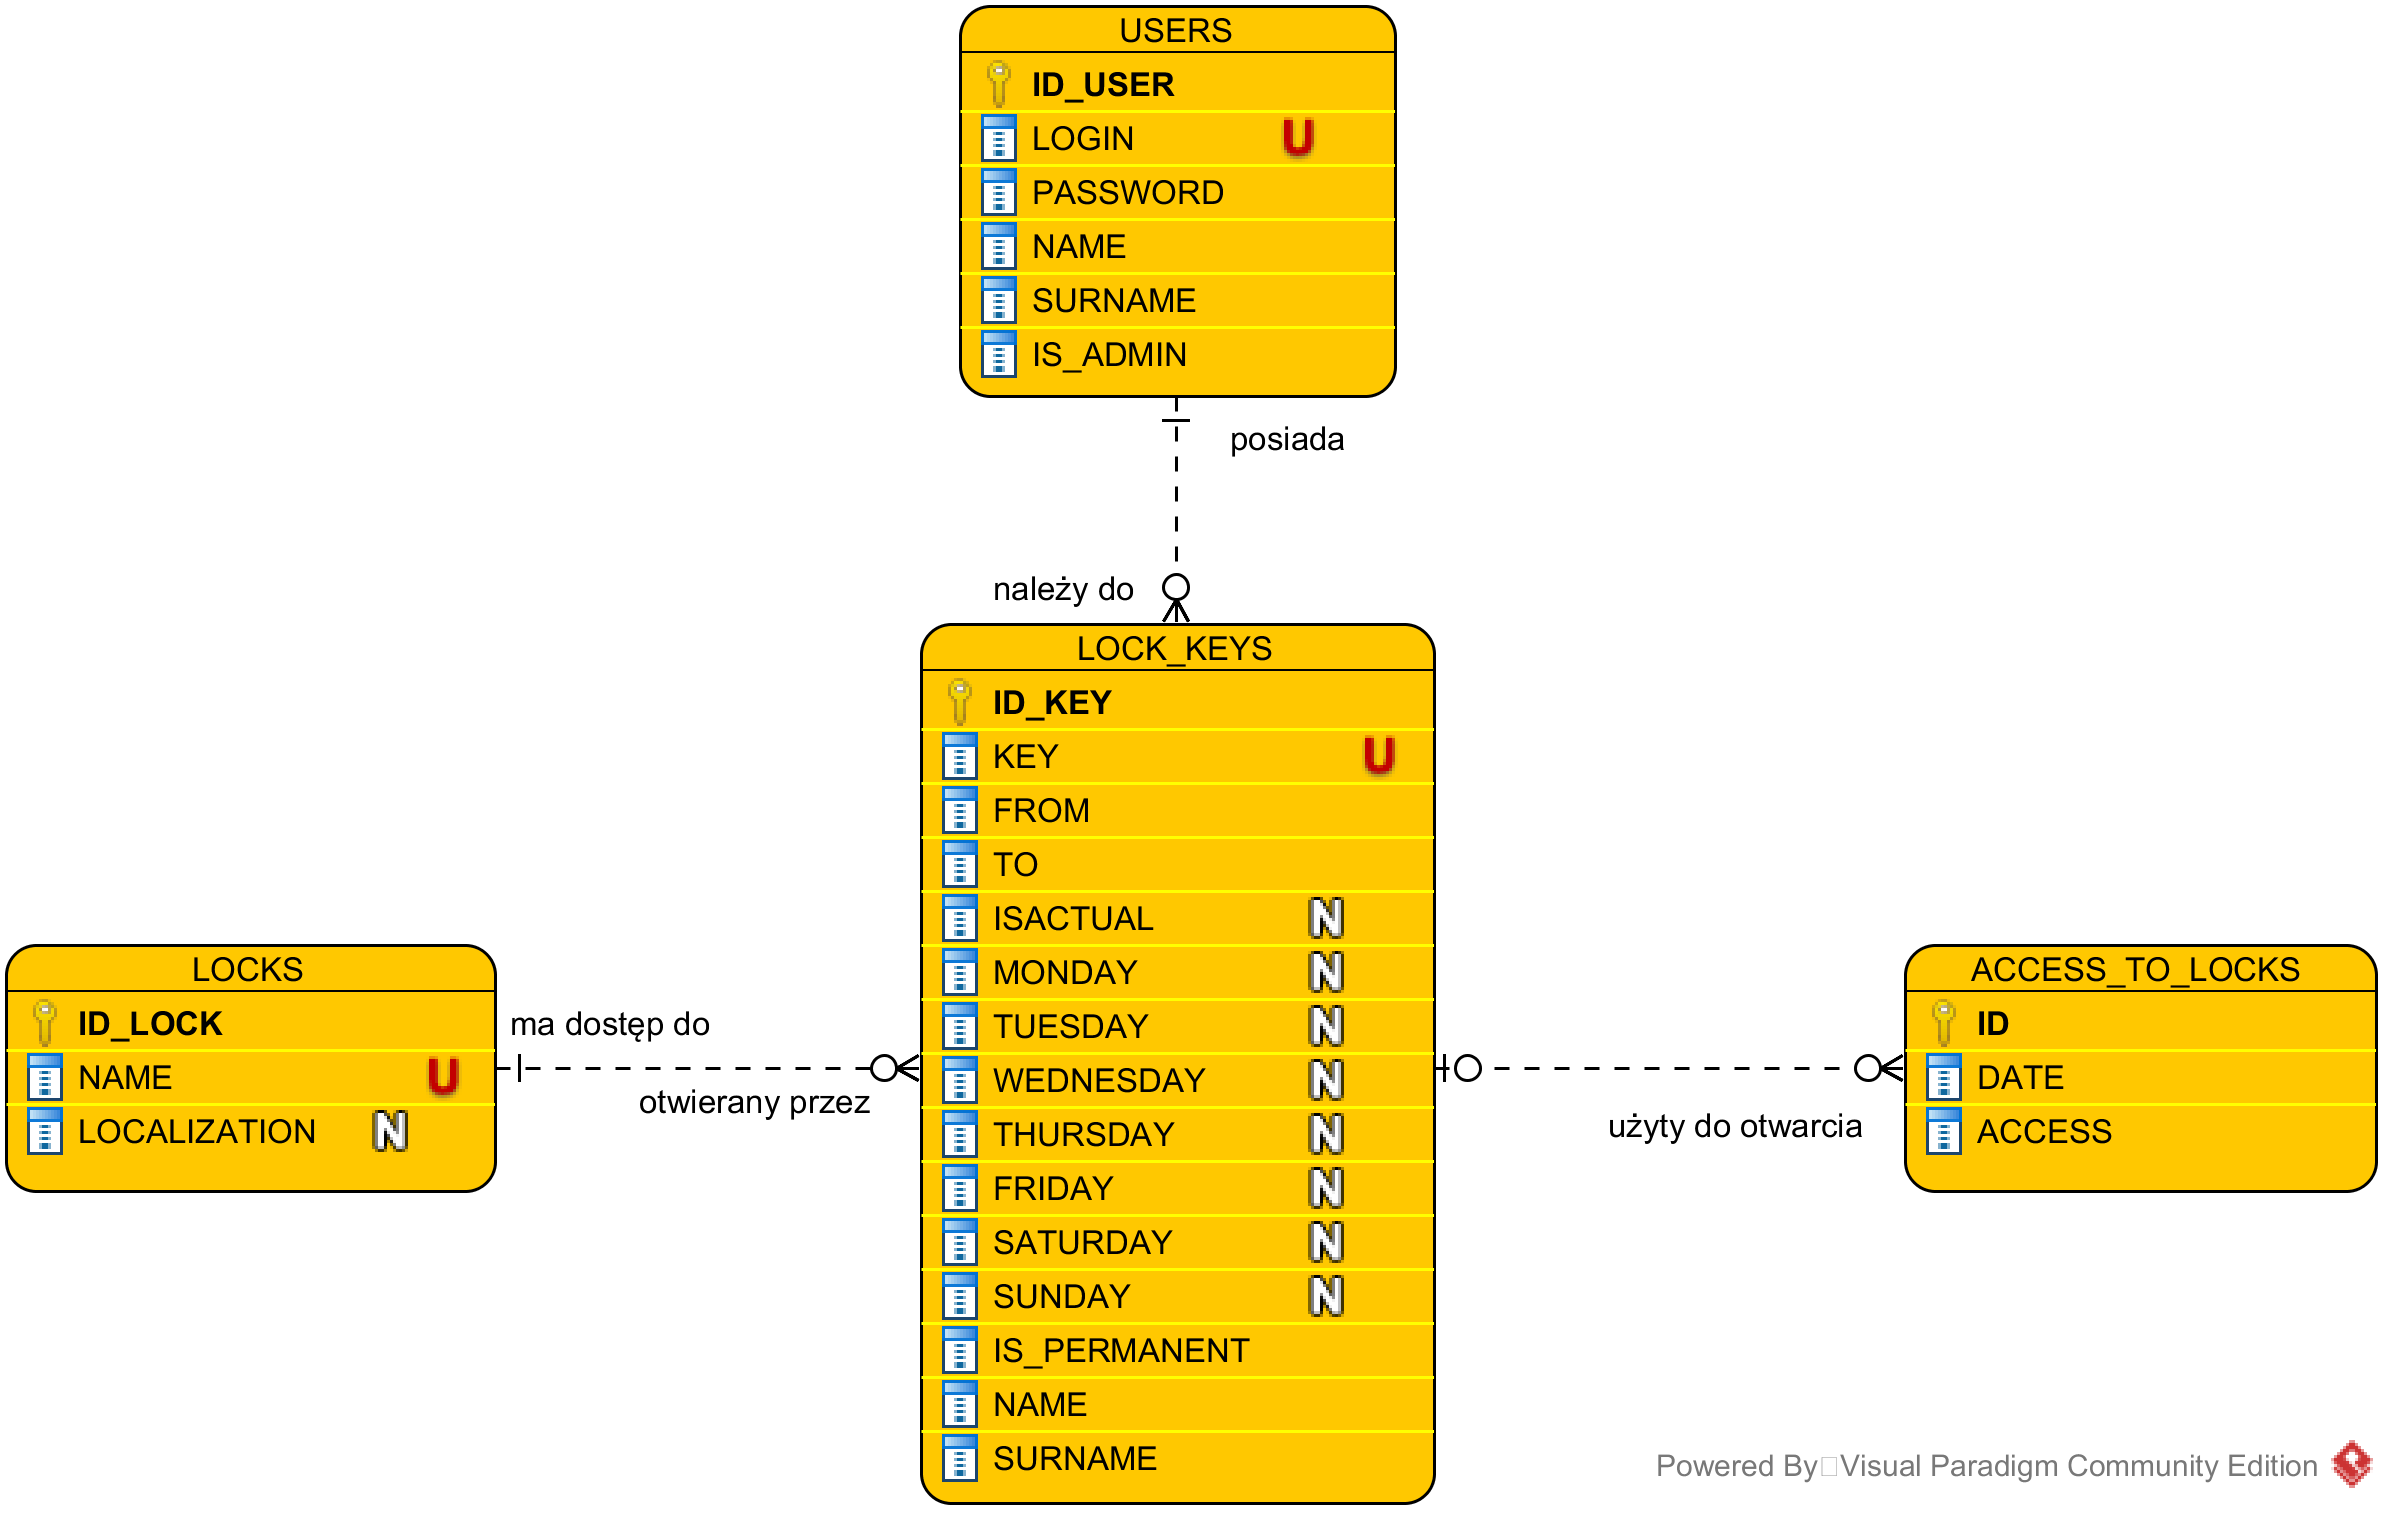 USERS
ID_USER
LOGIN U
PASSWORD
NAME
SURNAME
IS_ADMIN
posiada
należy do
LOCK_KEYS
ID_KEY
KEY U
FROM
TO
ISACTUAL N
MONDAY N
TUESDAY N
WEDNESDAY N
THURSDAY N
FRIDAY N
SATURDAY N
SUNDAY N
IS_PERMANENT
NAME
SURNAME
LOCKS
ID_LOCK
NAME U
LOCALIZATION N
ma dostęp do
otwierany przez
użyty do otwarcia
ACCESS_TO_LOCKS
ID
DATE
ACCESS
Powered By Visual Paradigm Community Edition